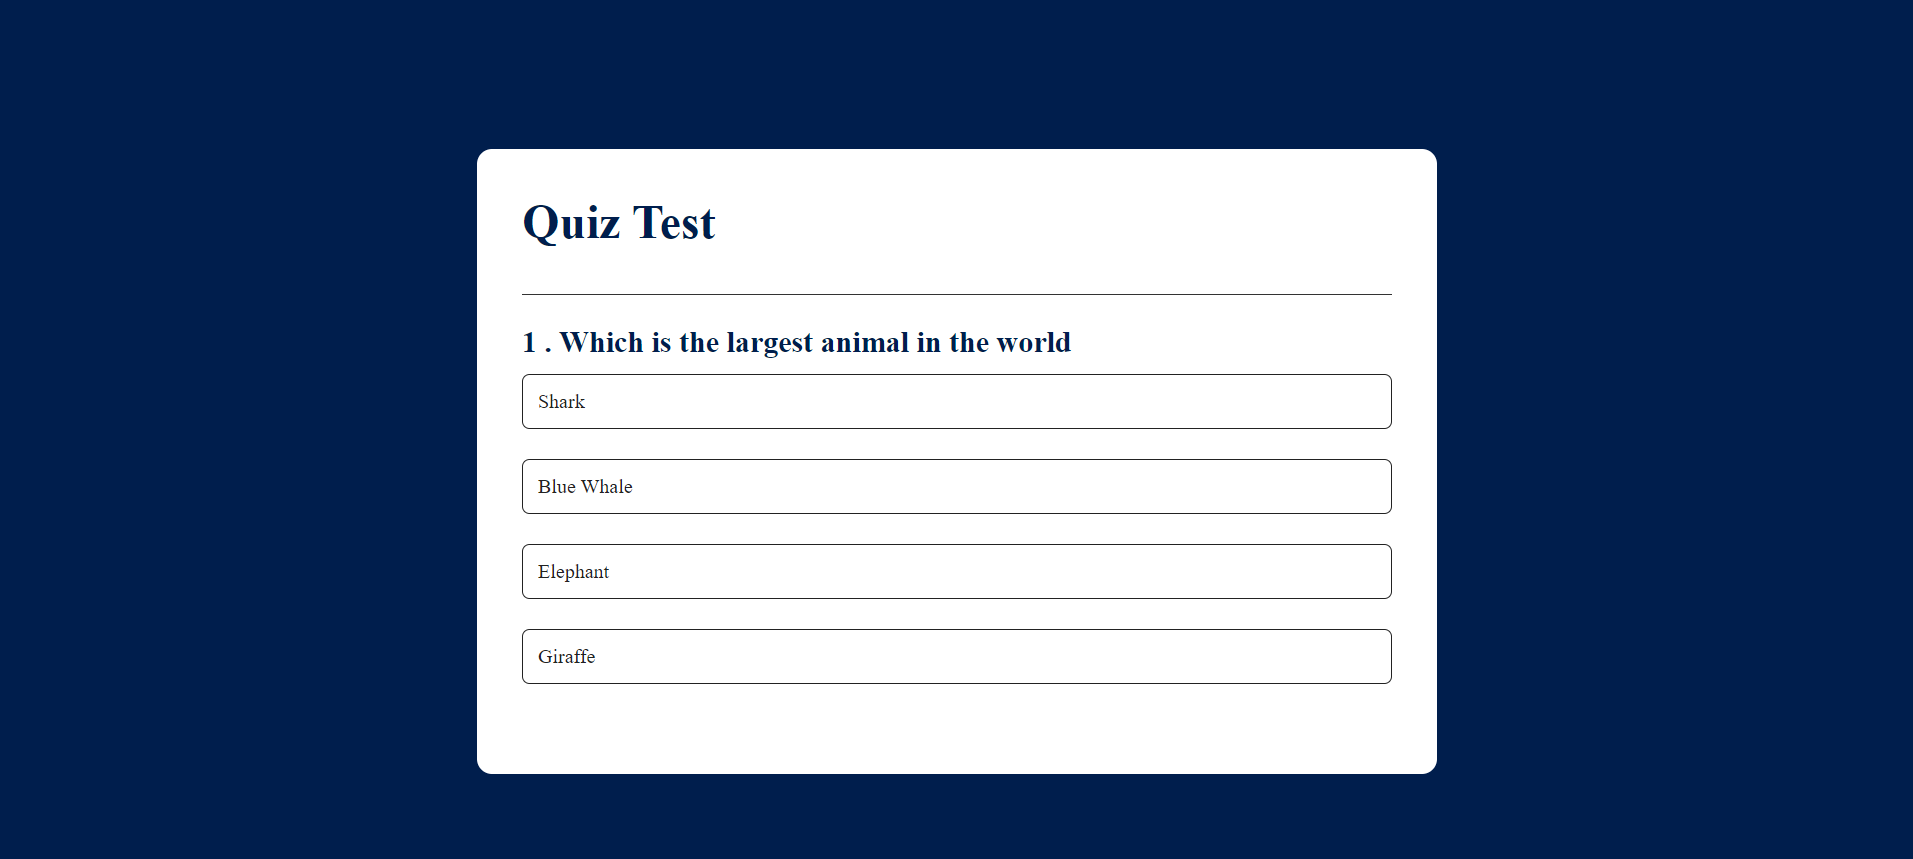 Quiz Test
1 . Which is the largest animal in the world
Shark
Blue Whale
Elephant
Giraffe